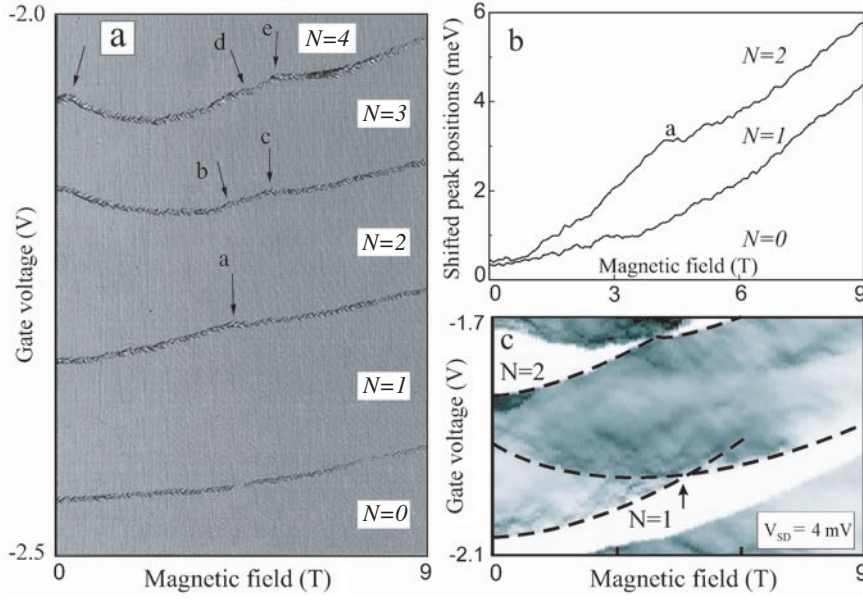 -2.0
a
d
e
N=4
N=3
b
c
N=2
a
N=1
N=0
-2.5
0
9
Gate voltage (V)
Magnetic field (T)
b
6
4
2
0
0
3
6
9
N=2
a
N=1
N=0
Shifted peak positions (meV)
Magnetic field (T)
-1.7
c
N=2
N=1
V_SD = 4 mV
-2.1
0
9
Gate voltage (V)
Magnetic field (T)